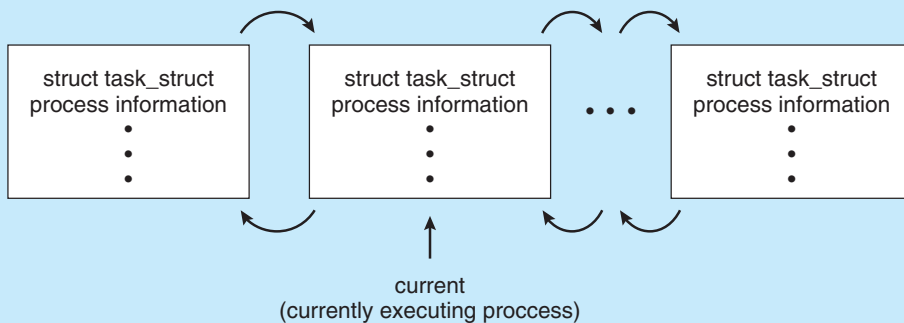 struct task_struct
process information
•
•
•
struct task_struct
process information
•
•
•
• • •
struct task_struct
process information
•
•
•
current
(currently executing proccess)